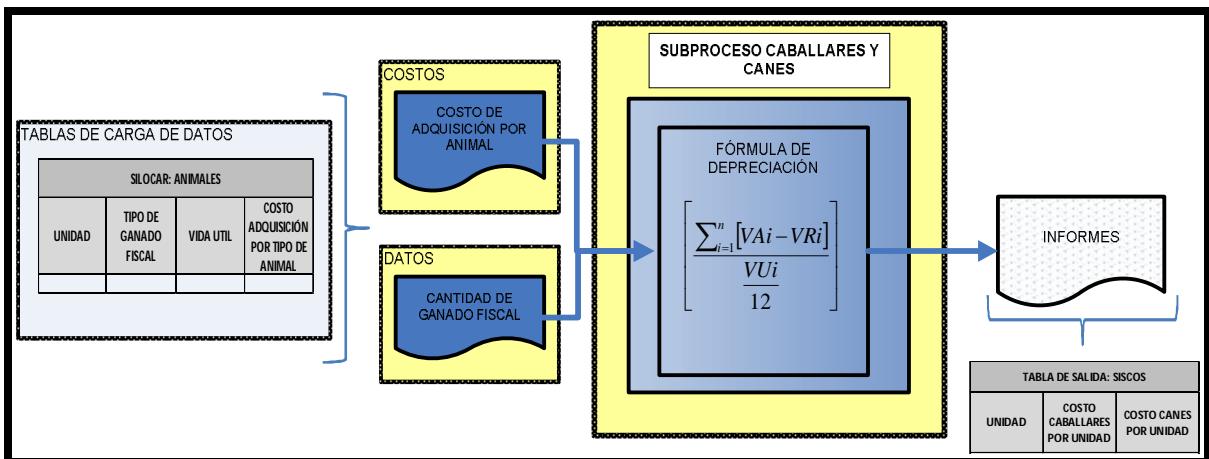 TABLAS DE CARGA DE DATOS
SILOCAR: ANIMALES
UNIDAD
TIPO DE
GANADO
FISCAL
VIDA UTIL
COSTO
ADQUISICIÓN
POR TIPO DE
ANIMAL
COSTOS
COSTO DE
ADQUISICIÓN POR
ANIMAL
DATOS
CANTIDAD DE
GANADO FISCAL
SUBPROCESO CABALLARES Y
CANES
FÓRMULA DE
DEPRECIACIÓN
∑ⁿᵢ₌₁[VAi − VRi]
VUi
12
INFORMES
TABLA DE SALIDA: SISCOS
UNIDAD
COSTO
CABALLARES
POR UNIDAD
COSTO CANES
POR UNIDAD